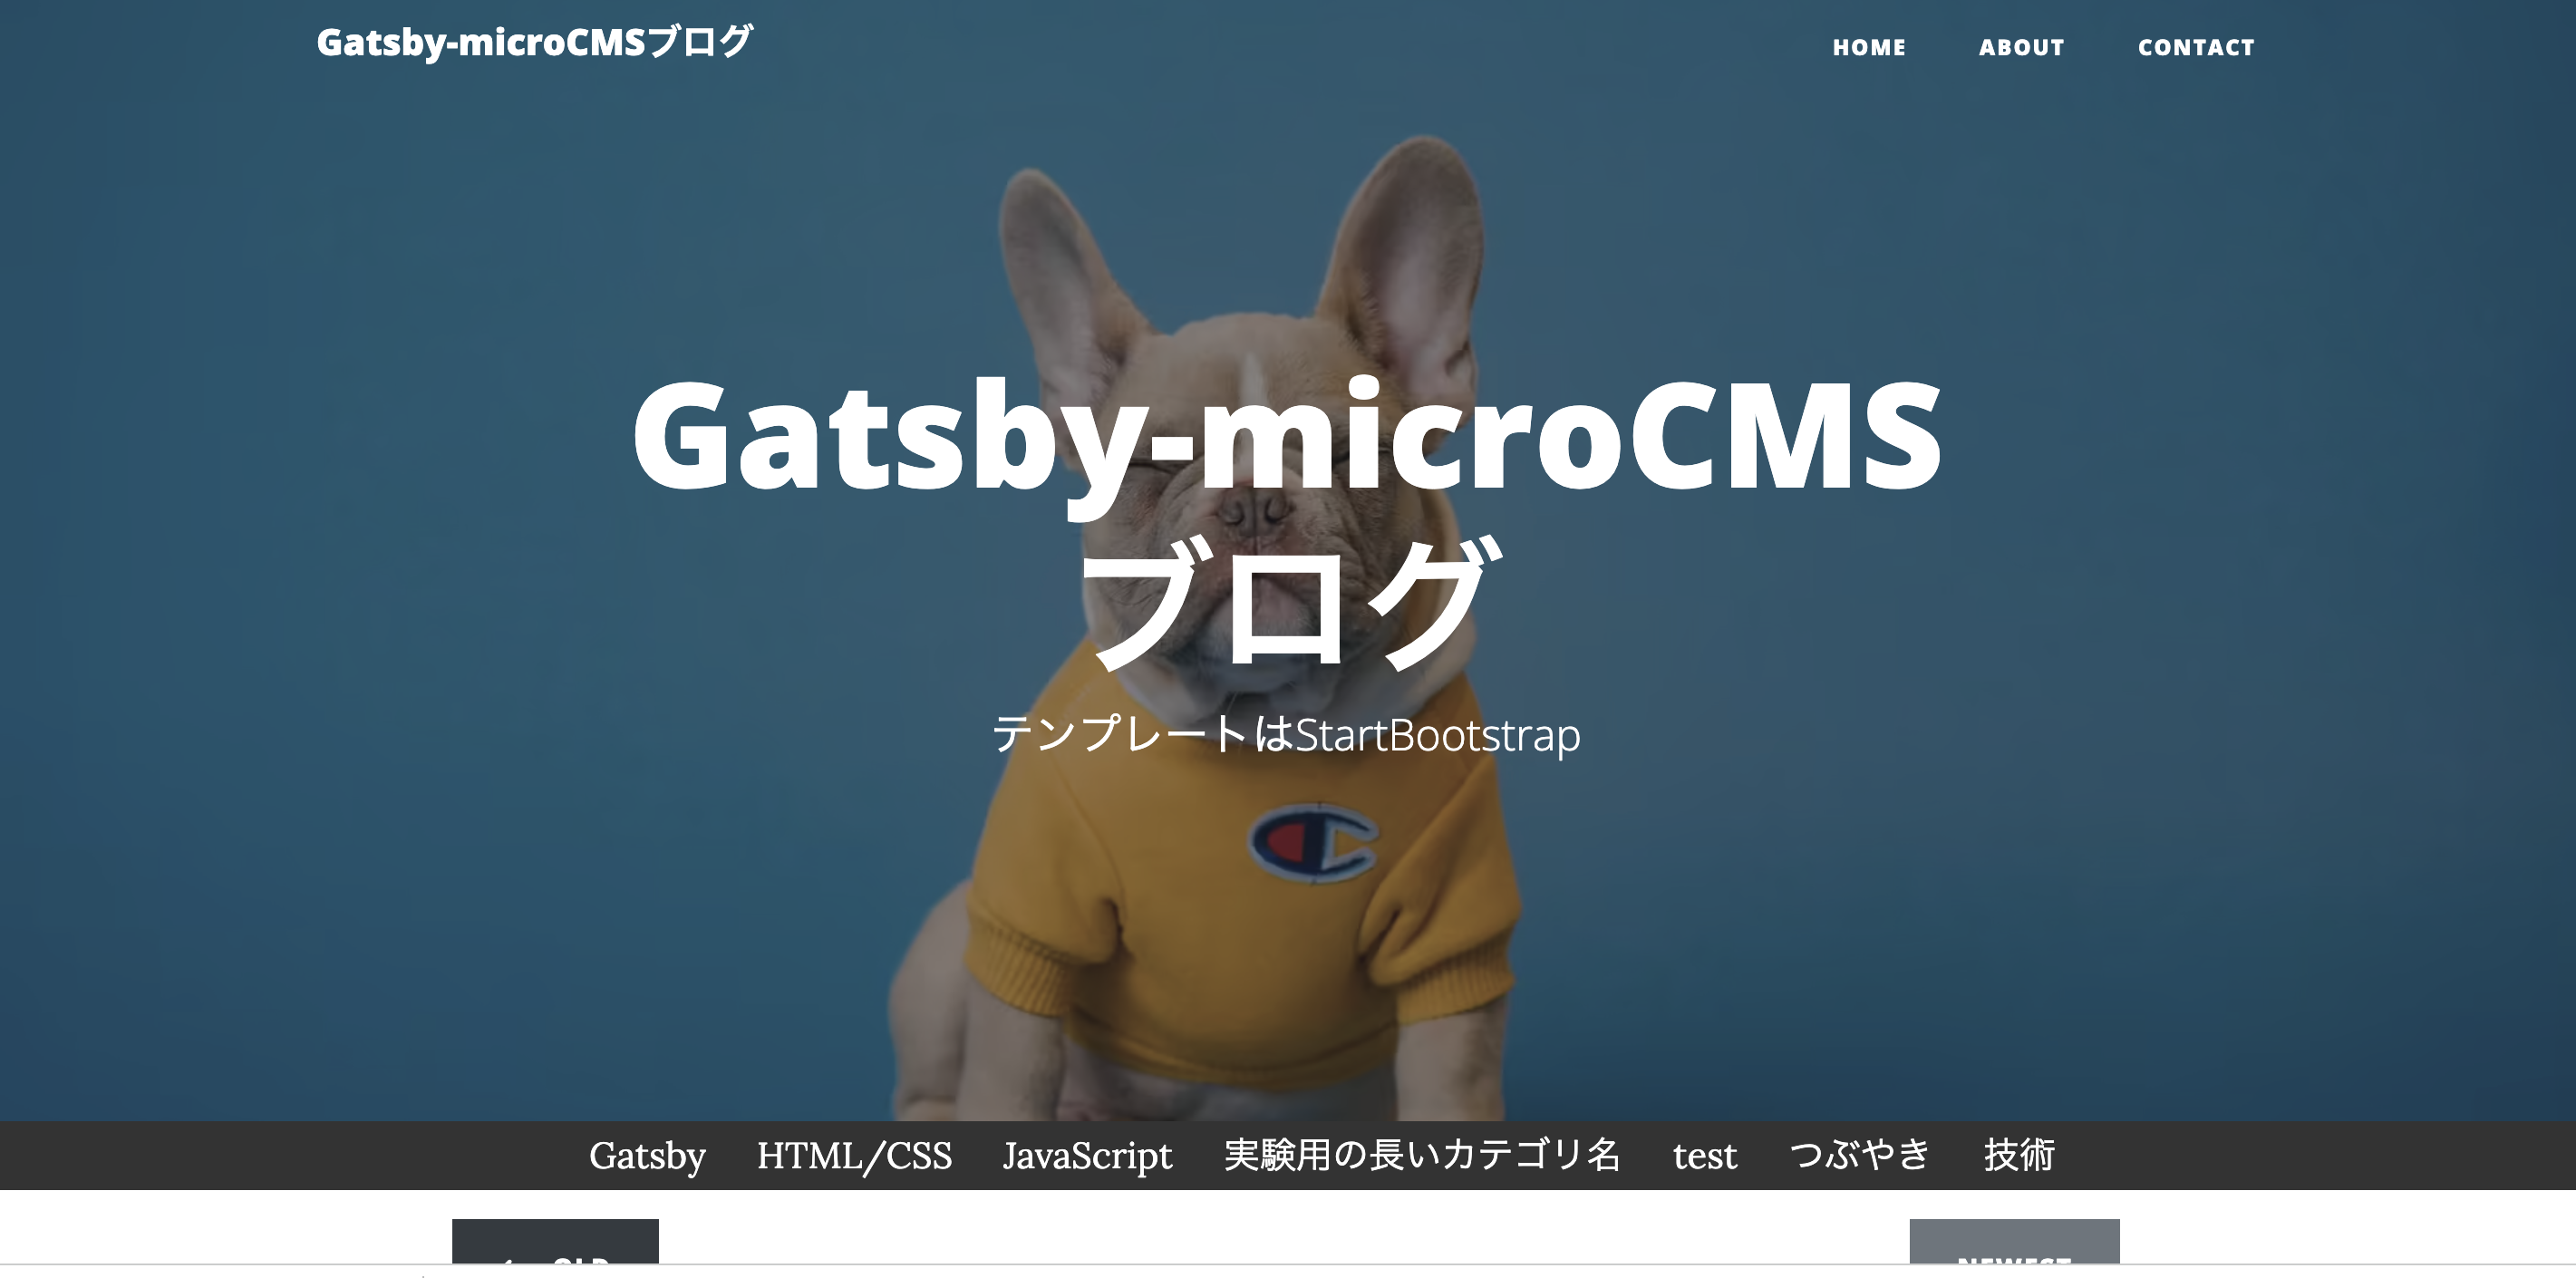 Gatsby-microCMSブログ
HOME ABOUT CONTACT
Gatsby-microCMS
ブログ
テンプレートはStartBootstrap
Gatsby HTML/CSS JavaScript 実験用の長いカテゴリ名 test つぶやき 技術
← OLD NEWEST